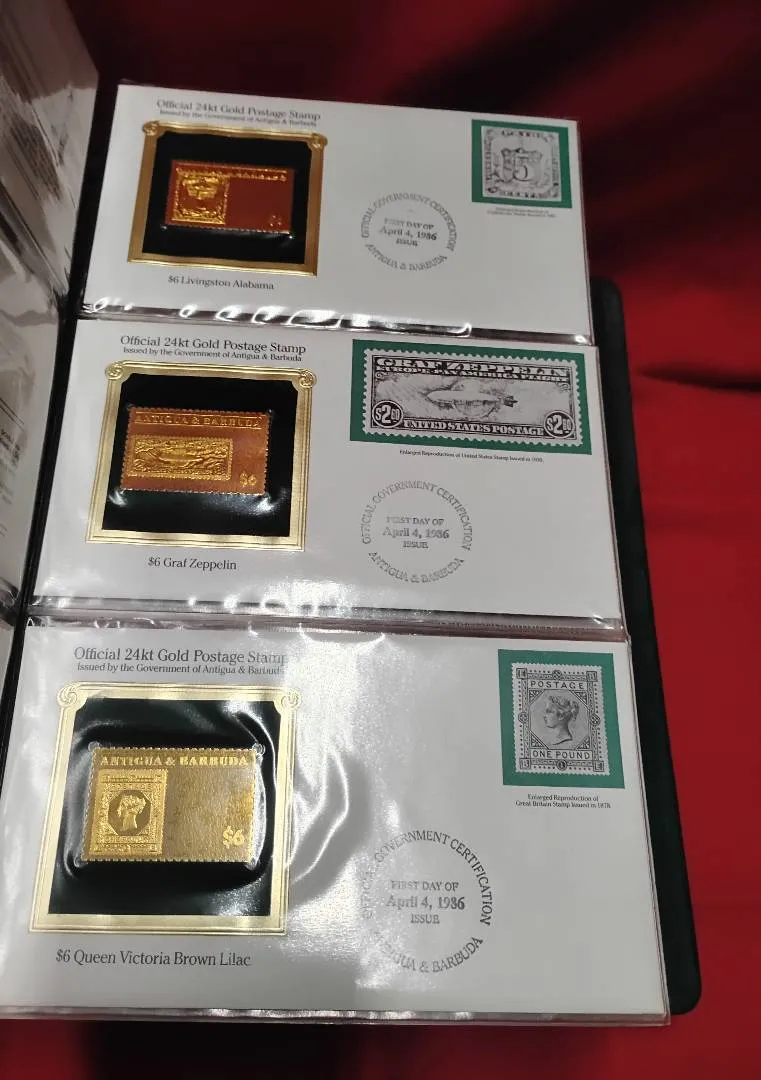 Official 24kt Gold Postage Stamp
Issued by the Government of Antigua & Barbuda
5
OFFICIAL GOVERNMENT CERTIFICATION
FIRST DAY OF
April 4, 1986
ISSUE
ANTIGUA & BARBUDA
$6 Livingston Alabama
Official 24kt Gold Postage Stamp
Issued by the Government of Antigua & Barbuda
ANTIGUA & BARBUDA
$6
GRAF ZEPPELIN
$2.60
UNITED STATES POSTAGE
$2.60
Enlarged Reproduction of United States Stamp Issued in 1930.
OFFICIAL GOVERNMENT CERTIFICATION
FIRST DAY OF
April 4, 1986
ISSUE
ANTIGUA & BARBUDA
$6 Graf Zeppelin
Official 24kt Gold Postage Stamp
Issued by the Government of Antigua & Barbuda
ANTIGUA & BARBUDA
$6
POSTAGE
ONE POUND
Enlarged Reproduction of
Great Britain Stamp Issued in 1878.
OFFICIAL GOVERNMENT CERTIFICATION
FIRST DAY OF
April 4, 1986
ISSUE
ANTIGUA & BARBUDA
$6 Queen Victoria Brown Lilac